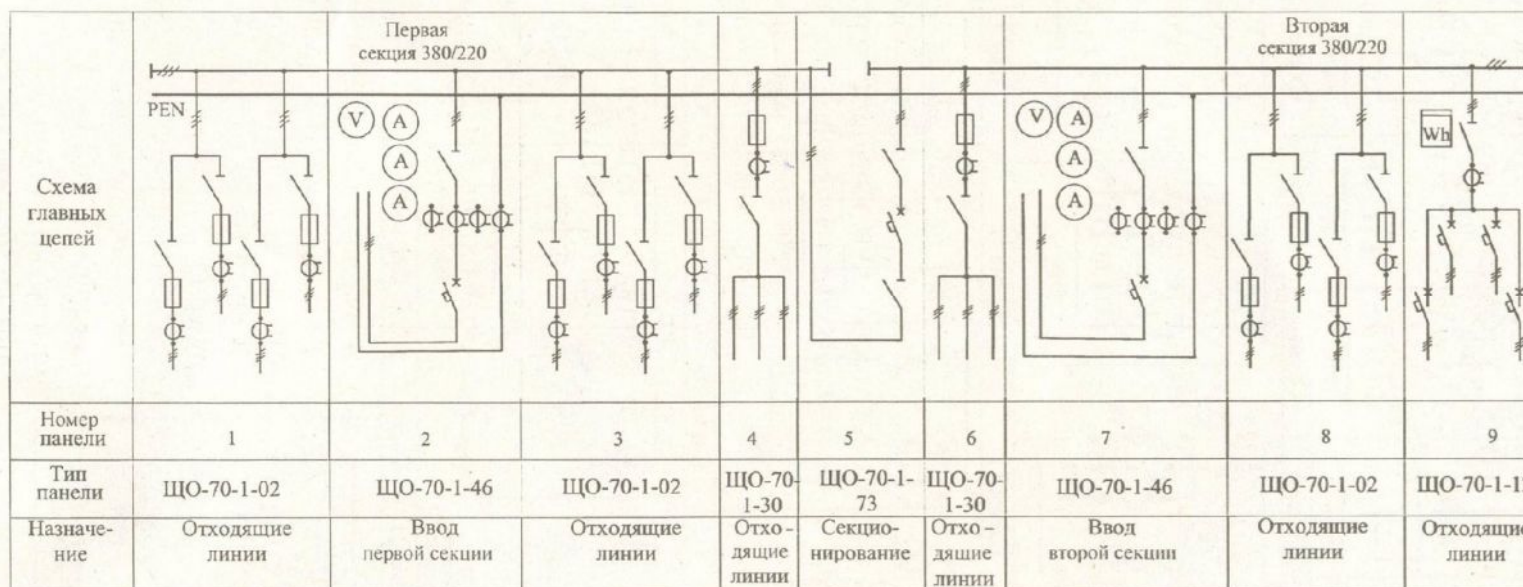 Первая
секция 380/220
Вторая
секция 380/220
PEN
V A
A
A
V A
A
A
Wh
Схема
главных
цепей
Номер
панели
1 2 3 4 5 6 7 8 9
Тип
панели
ЩО-70-1-02
ЩО-70-1-46
ЩО-70-1-02
ЩО-70-
1-30
ЩО-70-1-
73
ЩО-70-
1-30
ЩО-70-1-46
ЩО-70-1-02
Назначе-
ние
Отходящие
линии
Ввод
первой секции
Отходящие
линии
Отхо-
дящие
линии
Секцио-
нирование
Отхо-
дящие
линии
Ввод
второй секции
Отходящие
линии
Отходящие
линии